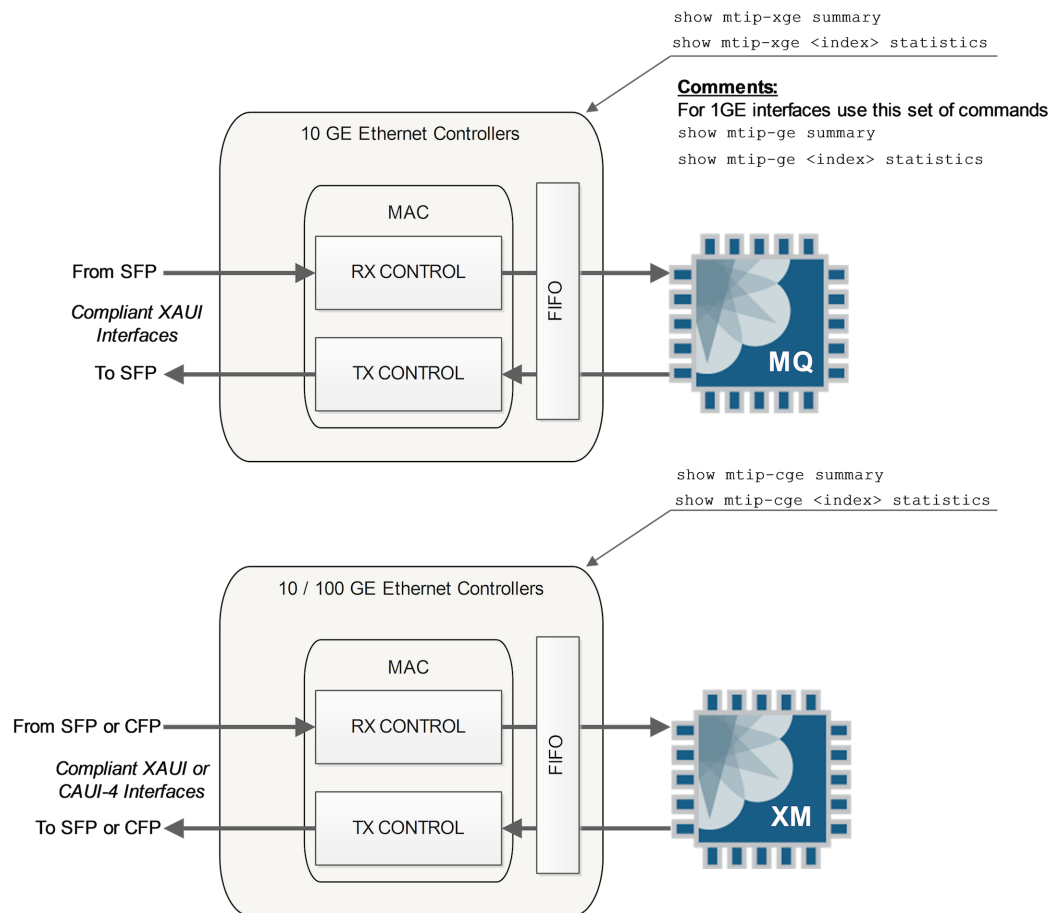 show mtip-xge summary
show mtip-xge <index> statistics
Comments:
For 1GE interfaces use this set of commands
show mtip-ge summary
show mtip-ge <index> statistics
10 GE Ethernet Controllers
MAC
RX CONTROL
TX CONTROL
FIFO
From SFP
Compliant XAUI
Interfaces
To SFP
MQ
show mtip-cge summary
show mtip-cge <index> statistics
10 / 100 GE Ethernet Controllers
MAC
RX CONTROL
TX CONTROL
FIFO
From SFP or CFP
Compliant XAUI or
CAUI-4 Interfaces
To SFP or CFP
XM